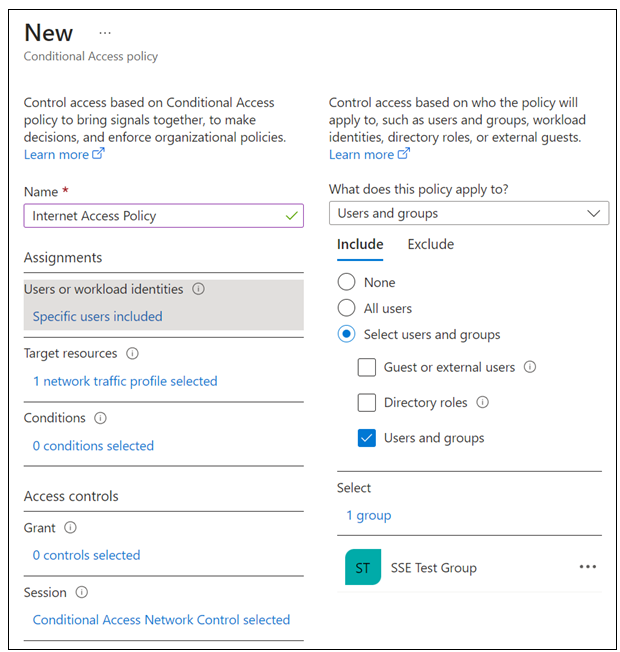 New ...
Conditional Access policy
Control access based on Conditional Access
policy to bring signals together, to make
decisions, and enforce organizational policies.
Learn more
Name *
Internet Access Policy
Assignments
Users or workload identities
Specific users included
Target resources
1 network traffic profile selected
Conditions
0 conditions selected
Access controls
Grant
0 controls selected
Session
Conditional Access Network Control selected
Control access based on who the policy will
apply to, such as users and groups, workload
identities, directory roles, or external guests.
Learn more
What does this policy apply to?
Users and groups
Include Exclude
None
All users
Select users and groups
Guest or external users
Directory roles
Users and groups
Select
1 group
ST SSE Test Group